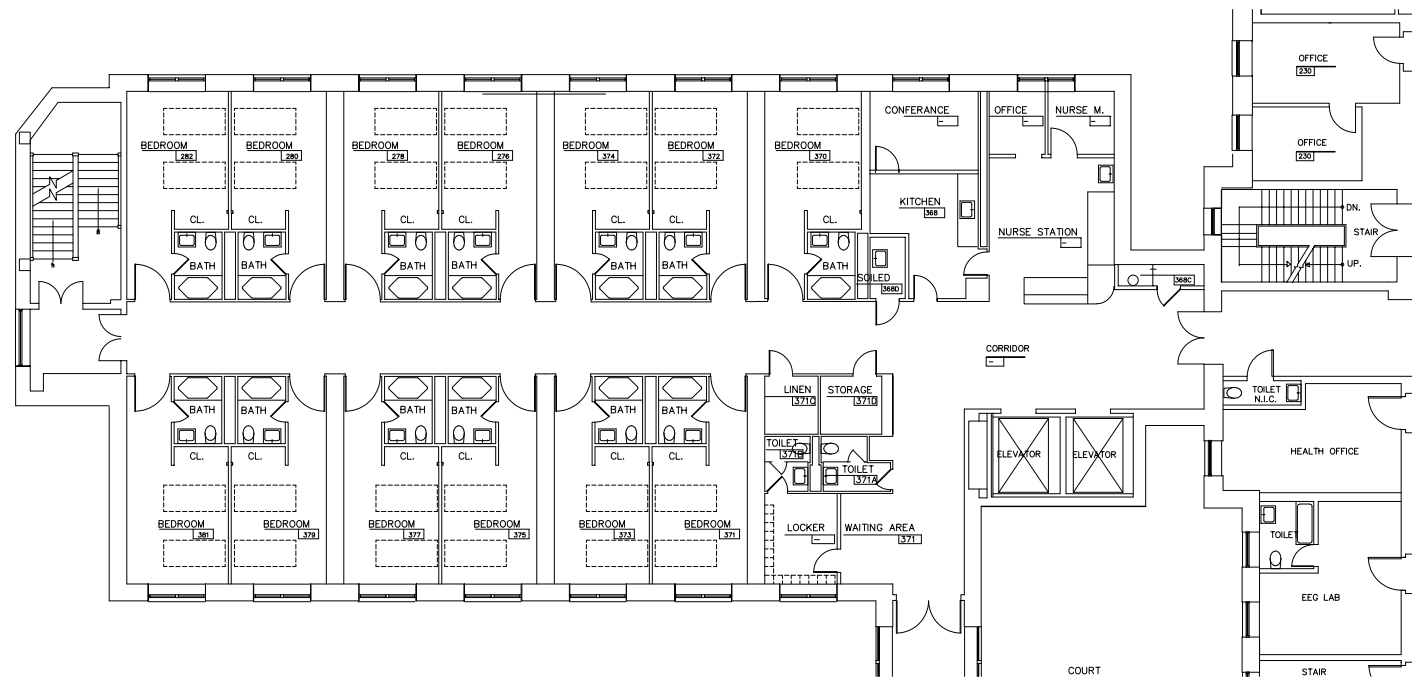 OFFICE
230
CONFERANCE
-
OFFICE
-
NURSE M.
-
BEDROOM
282
BEDROOM
280
BEDROOM
278
BEDROOM
276
BEDROOM
374
BEDROOM
372
BEDROOM
370
OFFICE
230
KITCHEN
368
CL.
CL.
CL.
CL.
CL.
CL.
CL.
DN.
NURSE STATION
-
STAIR
BATH
BATH
BATH
BATH
BATH
BATH
BATH
UP.
SOILED
368D
368C
CORRIDOR
-
LINEN
371C
STORAGE
371D
TOILET
N.I.C.
BATH
BATH
BATH
BATH
BATH
BATH
TOILET
371B
HEALTH OFFICE
CL.
CL.
CL.
CL.
CL.
CL.
ELEVATOR
ELEVATOR
TOILET
371A
BEDROOM
381
BEDROOM
379
BEDROOM
377
BEDROOM
375
BEDROOM
373
BEDROOM
371
LOCKER
-
WAITING AREA
371
TOILET
EEG LAB
COURT
STAIR